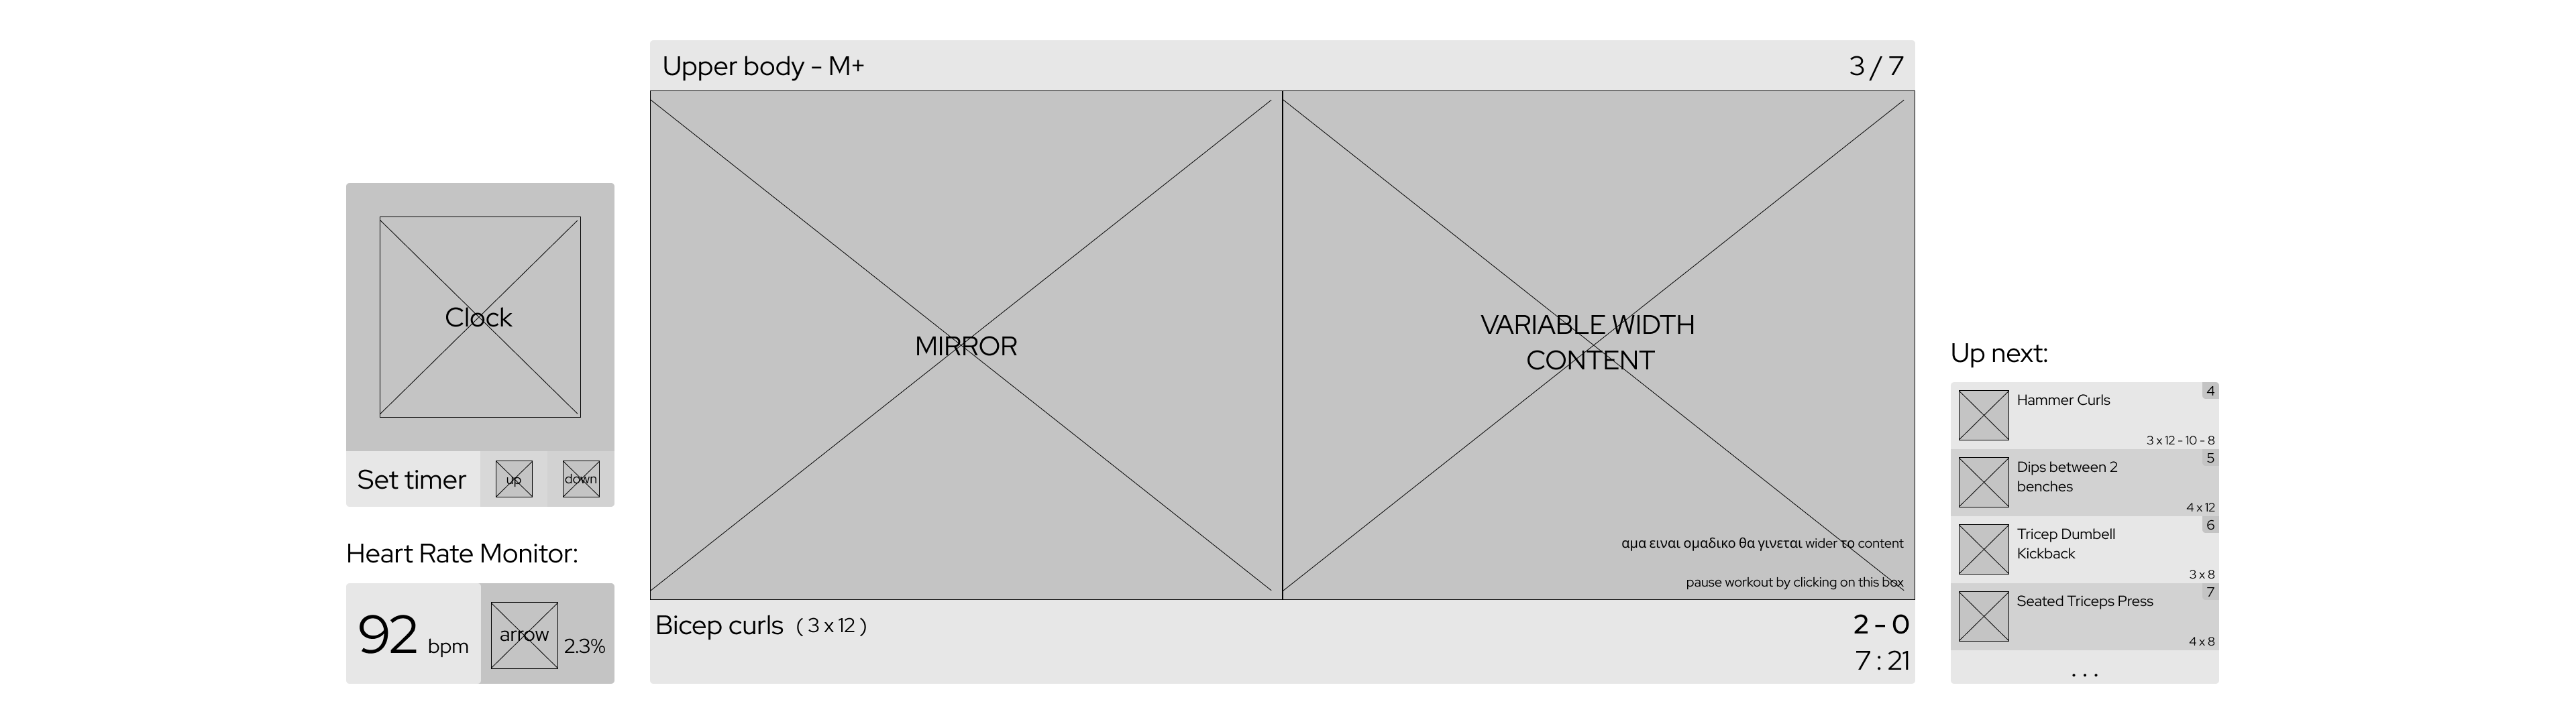 Upper body - M+
3 / 7
Clock
Set timer
up
down
Heart Rate Monitor:
92 bpm
arrow
2.3%
MIRROR
VARIABLE WIDTH
CONTENT
αμα ειναι ομαδικο θα γινεται wider το content
pause workout by clicking on this box
Bicep curls ( 3 x 12 )
2 - 0
7 : 21
Up next:
4
Hammer Curls
3 x 12 - 10 - 8
5
Dips between 2
benches
4 x 12
6
Tricep Dumbell
Kickback
3 x 8
7
Seated Triceps Press
4 x 8
. . .